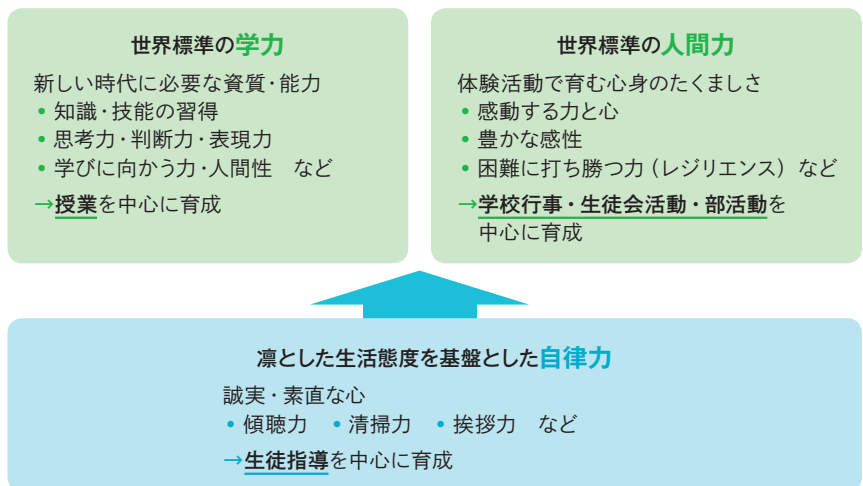 世界標準の学力
新しい時代に必要な資質・能力
• 知識・技能の習得
• 思考力・判断力・表現力
• 学びに向かう力・人間性　など
→授業を中心に育成
世界標準の人間力
体験活動で育む心身のたくましさ
• 感動する力と心
• 豊かな感性
• 困難に打ち勝つ力（レジリエンス）など
→学校行事・生徒会活動・部活動を
中心に育成
凛とした生活態度を基盤とした自律力
誠実・素直な心
• 傾聴力　• 清掃力　• 挨拶力　など
→生徒指導を中心に育成